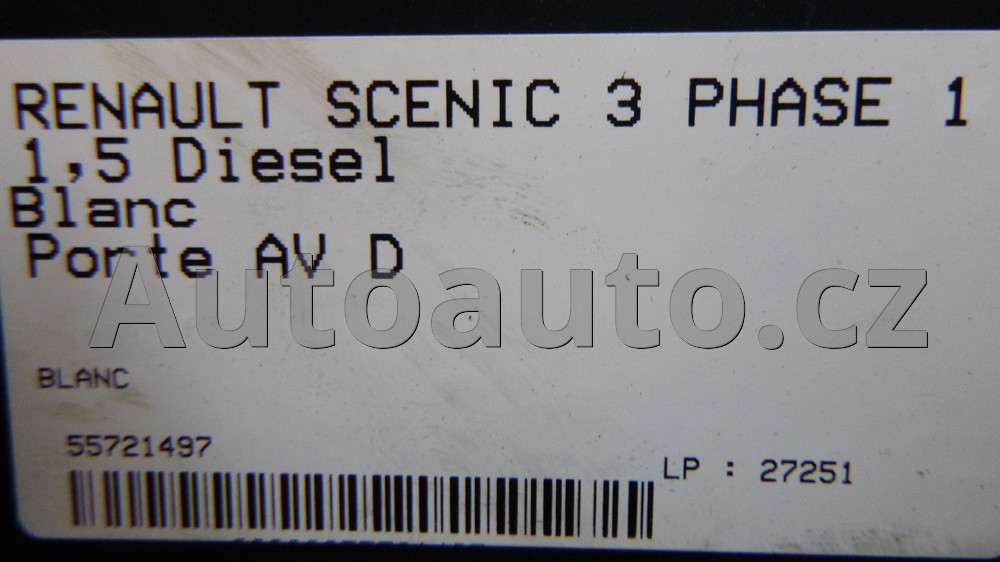 RENAULT SCENIC 3 PHASE 1
1,5 Diesel
Blanc
Porte AV D
Autoauto.cz
BLANC
55721497
LP : 27251